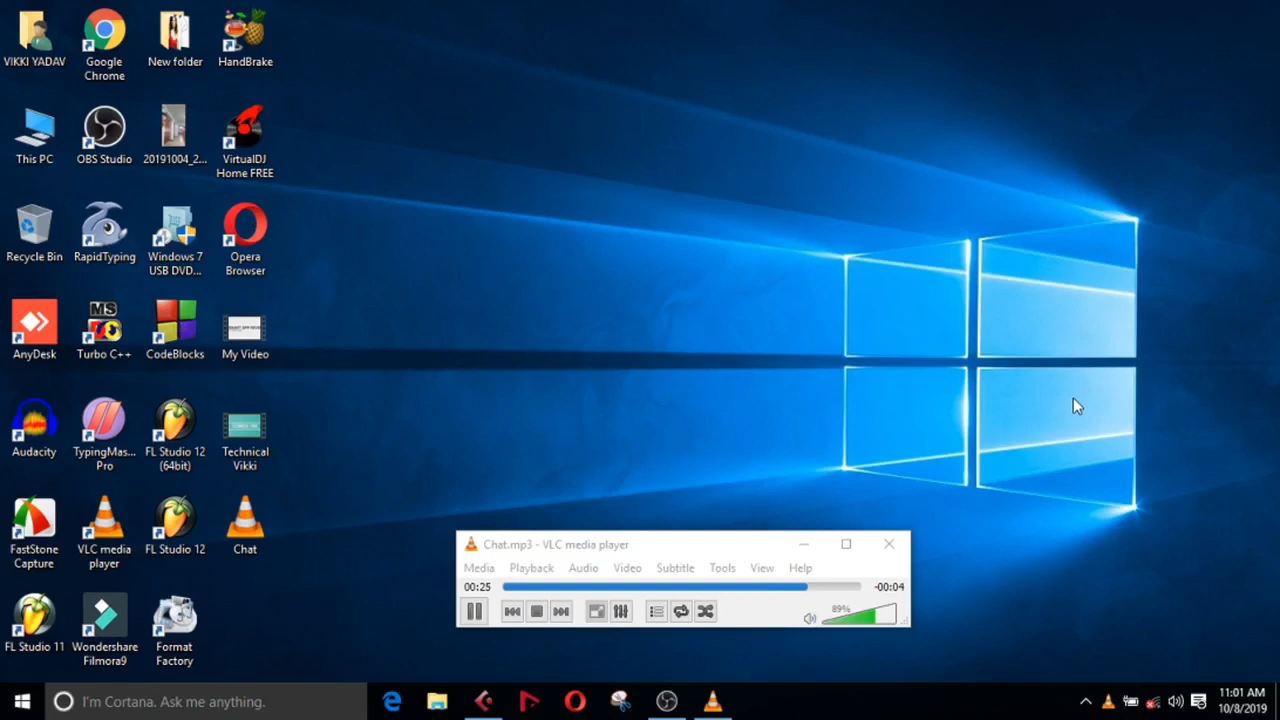 VIKKI YADAV
Google
Chrome
New folder
HandBrake
This PC
OBS Studio
20191004_2...
VirtualDJ
Home FREE
Recycle Bin
RapidTyping
Windows 7
USB DVD...
Opera
Browser
AnyDesk
MS
Turbo C++
CodeBlocks
My Video
Audacity
TypingMas...
Pro
FL Studio 12
(64bit)
Technical
Vikki
FastStone
Capture
VLC media
player
FL Studio 12
Chat
FL Studio 11
Wondershare
Filmora9
Format
Factory
Chat.mp3 - VLC media player
Media Playback Audio Video Subtitle Tools View Help
00:25
-00:04
89%
I'm Cortana. Ask me anything.
11:01 AM
10/8/2019